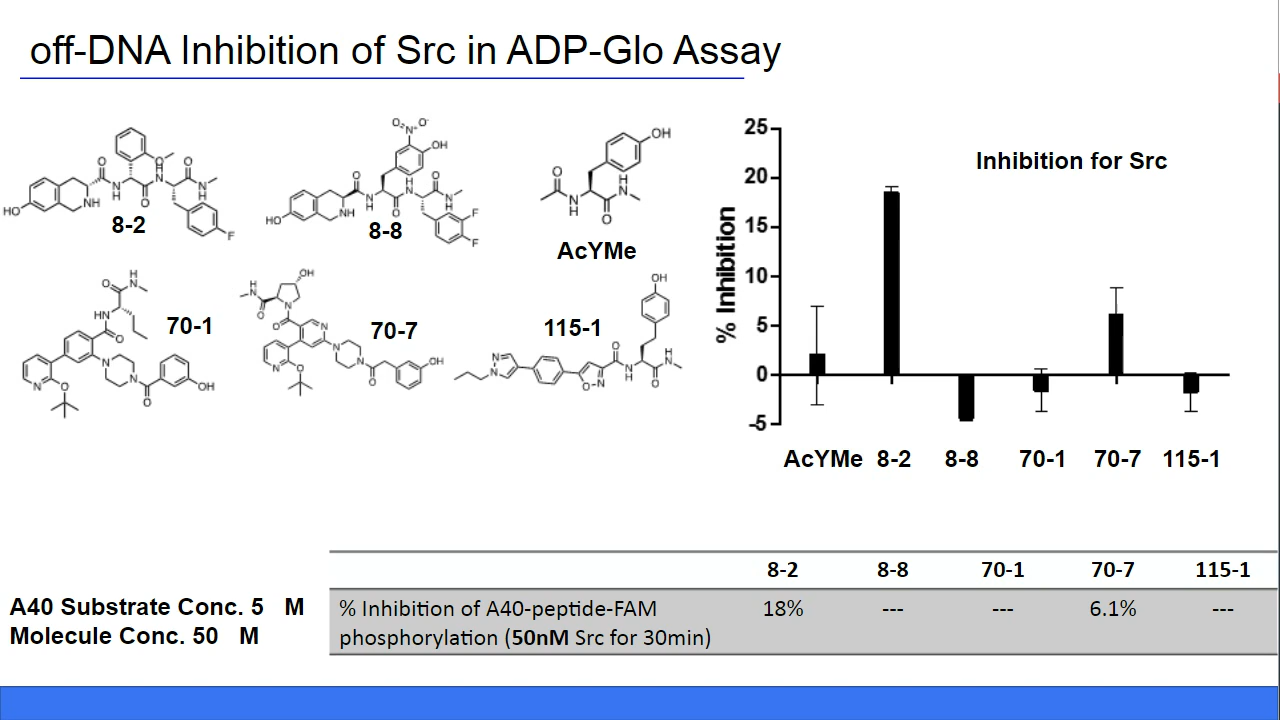 off-DNA Inhibition of Src in ADP-Glo Assay
8-2
8-8
AcYMe
70-1
70-7
115-1
Inhibition for Src
% Inhibition
25
20
15
10
5
0
-5
AcYMe 8-2 8-8 70-1 70-7 115-1
8-2 8-8 70-1 70-7 115-1
A40 Substrate Conc. 5 M
Molecule Conc. 50 M
% Inhibition of A40-peptide-FAM 18% --- --- 6.1% ---
phosphorylation (50nM Src for 30min)